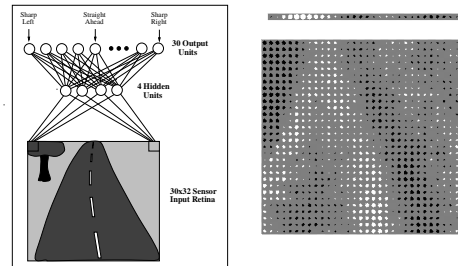 Sharp
Left
Straight
Ahead
Sharp
Right
30 Output
Units
4 Hidden
Units
30x32 Sensor
Input Retina